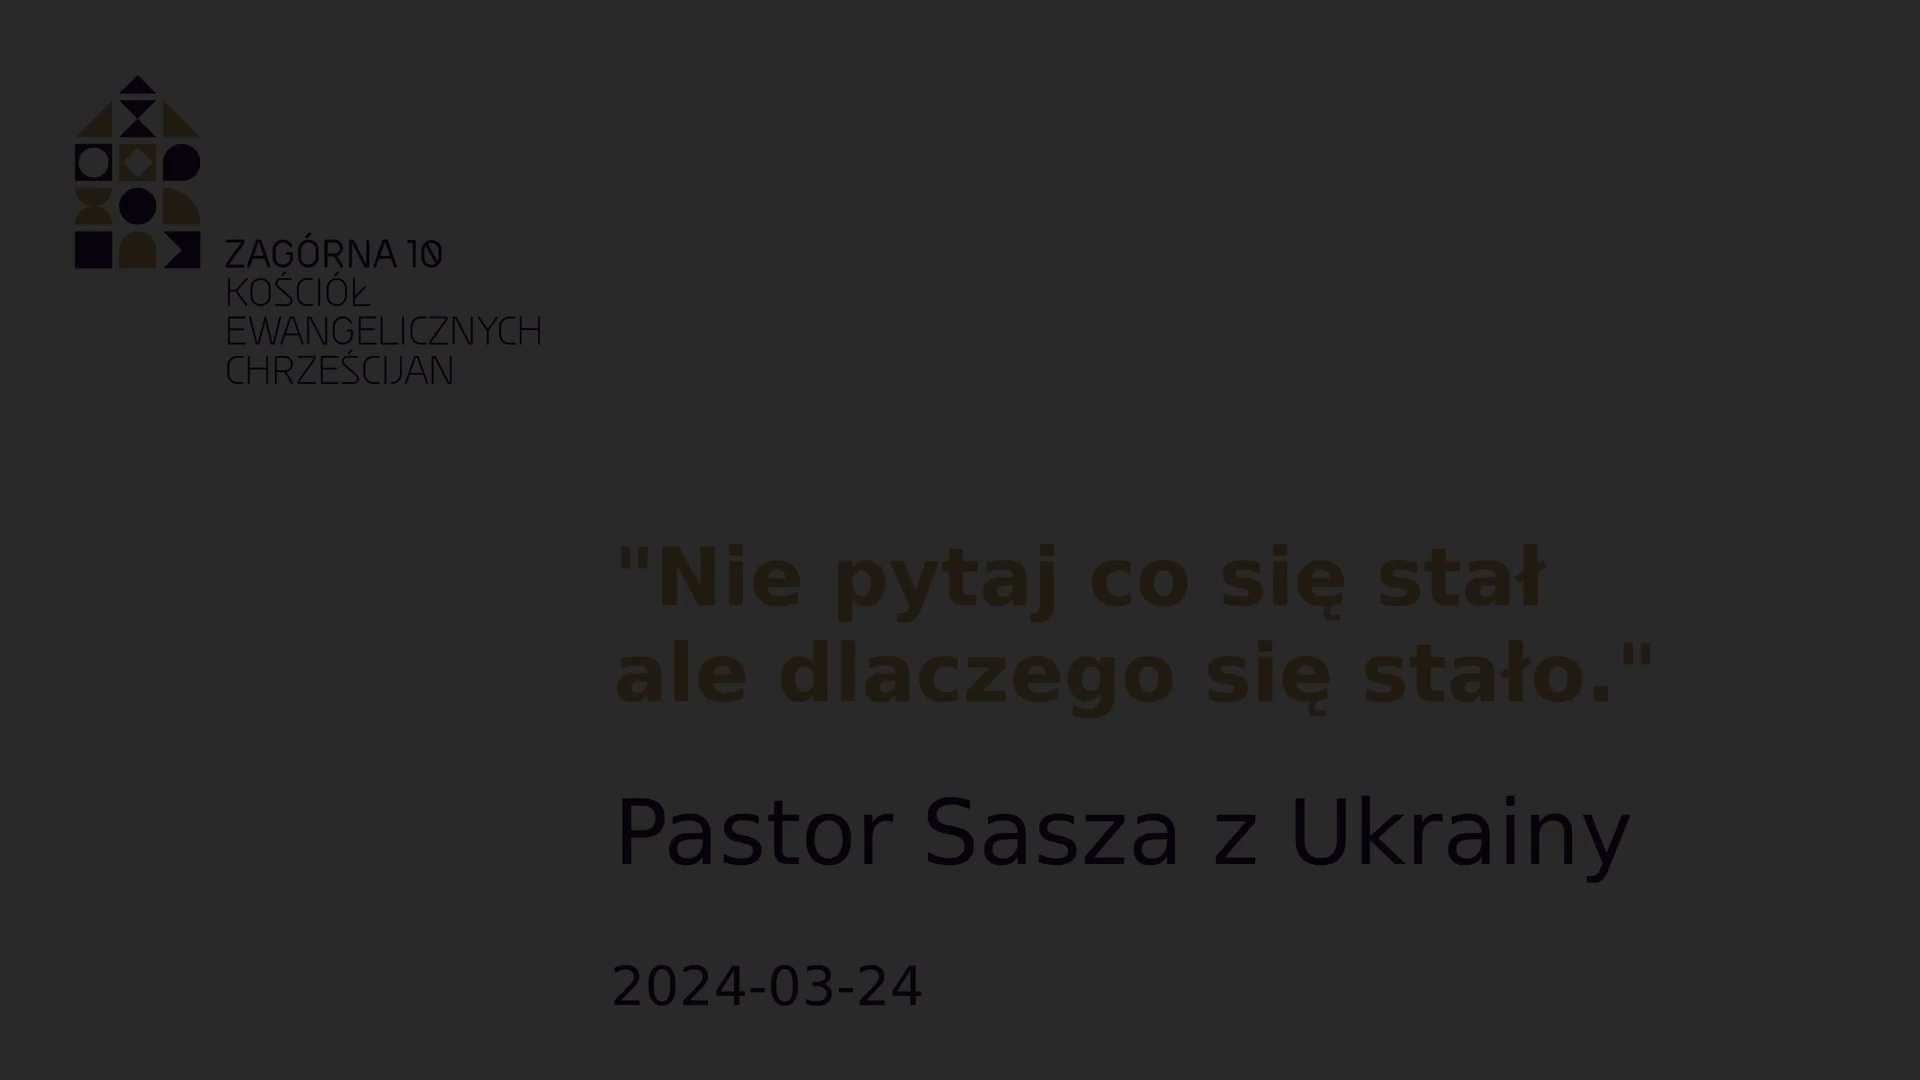 ZAGÓRNA 10
KOŚCIÓŁ
EWANGELICZNYCH
CHRZEŚCIJAN
"Nie pytaj co się stał
ale dlaczego się stało."
Pastor Sasza z Ukrainy
2024-03-24